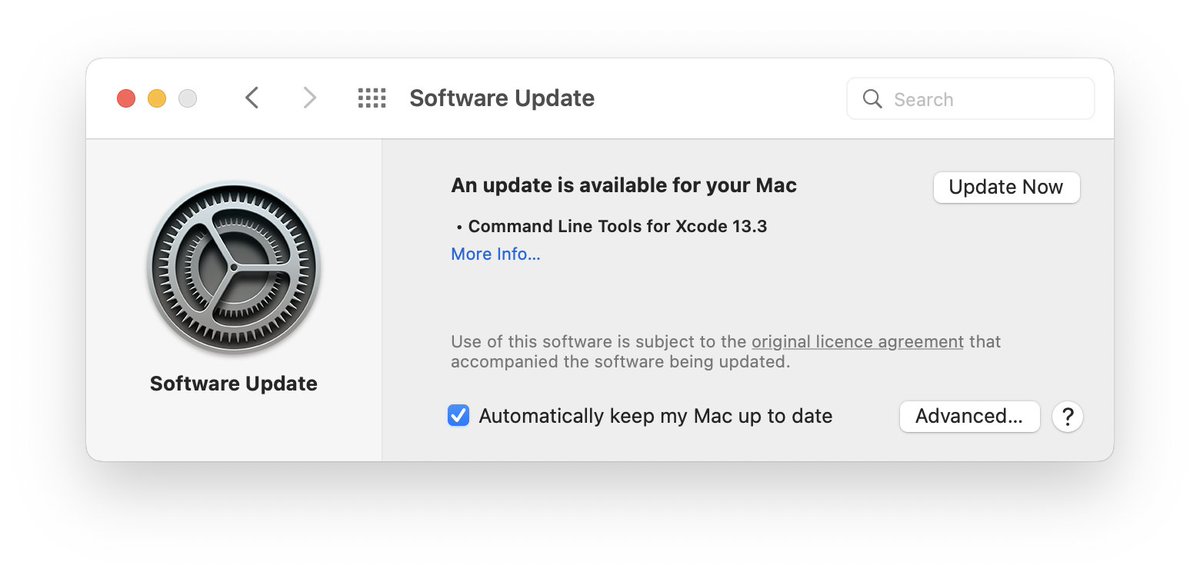 Software Update
Search
Software Update
An update is available for your Mac
Update Now
• Command Line Tools for Xcode 13.3
More Info...
Use of this software is subject to the original licence agreement that
accompanied the software being updated.
Automatically keep my Mac up to date
Advanced...
?